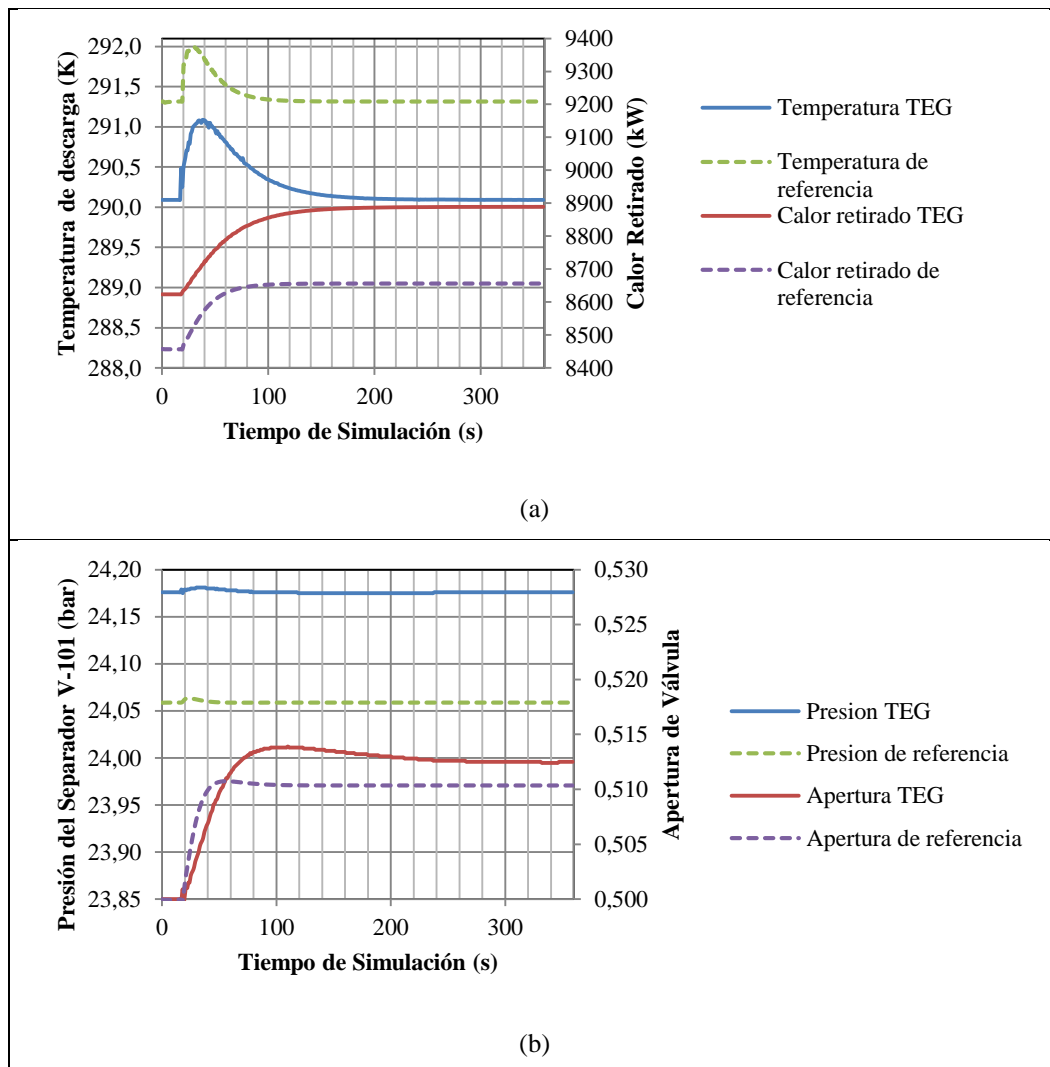 292,0
291,5
291,0
290,5
290,0
289,5
289,0
288,5
288,0
Temperatura de descarga (K)
9400
9300
9200
9100
9000
8900
8800
8700
8600
8500
8400
Calor Retirado (kW)
0
100
200
300
Tiempo de Simulación (s)
Temperatura TEG
Temperatura de
referencia
Calor retirado TEG
Calor retirado de
referencia
(a)
24,20
24,15
24,10
24,05
24,00
23,95
23,90
23,85
Presión del Separador V-101 (bar)
0,530
0,525
0,520
0,515
0,510
0,505
0,500
Apertura de Válvula
0
100
200
300
Tiempo de Simulación (s)
Presion TEG
Presion de referencia
Apertura TEG
Apertura de referencia
(b)